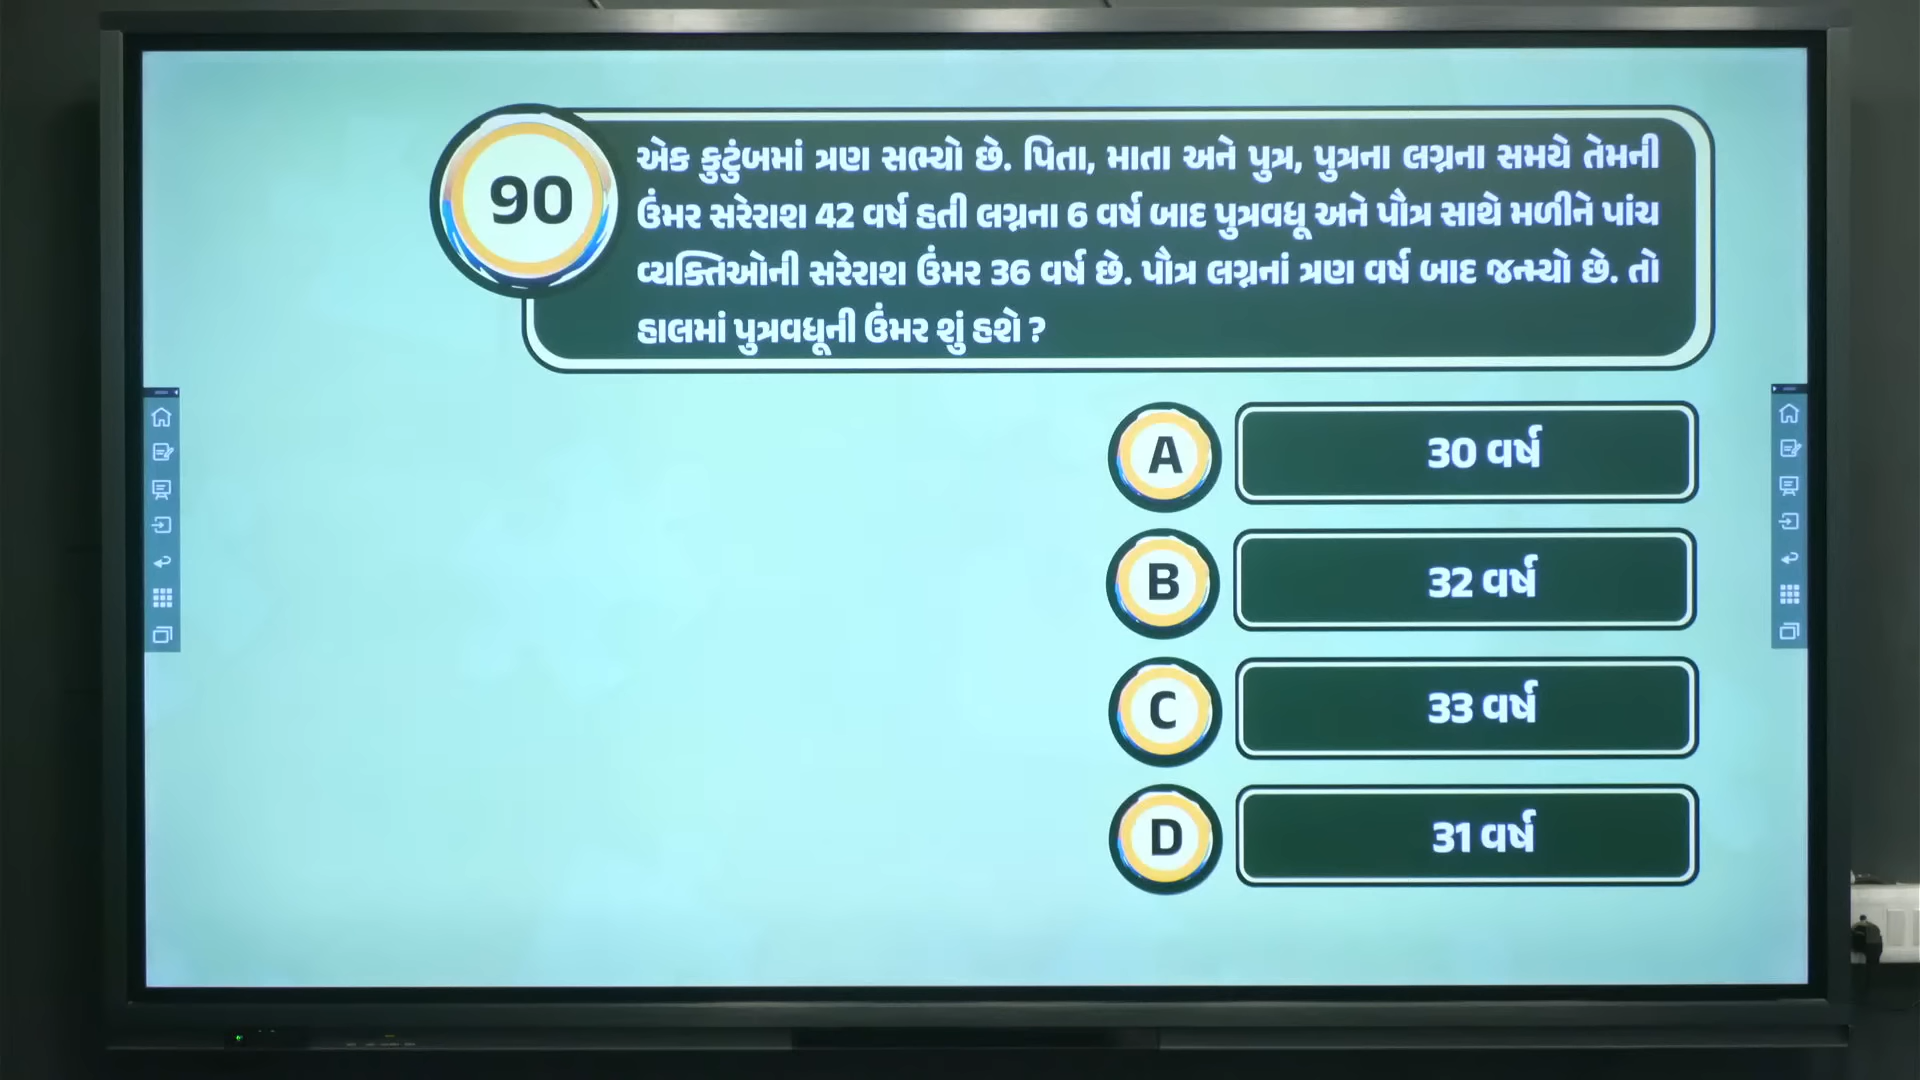 90
એક કુટુંબમાં ત્રણ સભ્યો છે. પિતા, માતા અને પુત્ર, પુત્રના લગ્નના સમયે તેમની
ઉંમર સરેરાશ 42 વર્ષ હતી લગ્નના 6 વર્ષ બાદ પુત્રવધૂ અને પૌત્ર સાથે મળીને પાંચ
વ્યક્તિઓની સરેરાશ ઉંમર 36 વર્ષ છે. પૌત્ર લગ્નનાં ત્રણ વર્ષ બાદ જન્મ્યો છે. તો
હાલમાં પુત્રવધૂની ઉંમર શું હશે ?
A 30 વર્ષ
B 32 વર્ષ
C 33 વર્ષ
D 31 વર્ષ